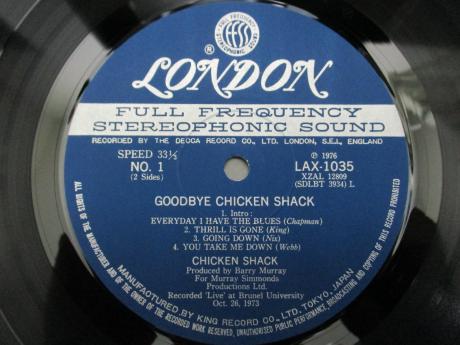 FULL FREQUENCY
ffss
STEREOPHONIC
®
LONDON
FULL FREQUENCY
STEREOPHONIC SOUND
RECORDED BY THE DECCA RECORD CO., LTD. LONDON, S.E.I., ENGLAND
SPEED 33⅓
NO. 1
(2 Sides)
℗ 1976
LAX-1035
XZAL 12809
(SDLBT 3934) L
GOODBYE CHICKEN SHACK
1. Intro:
EVERYDAY I HAVE THE BLUES (Chapman)
2. THRILL IS GONE (King)
3. GOING DOWN (Nix)
4. YOU TAKE ME DOWN (Webb)
CHICKEN SHACK
Produced by Barry Murray
For Murray Simmonds
Productions Ltd.
Recorded 'Live' at Brunel University
Oct. 26, 1973
ALL RIGHTS OF THE MANUFACTURER AND OF THE OWNER OF THE RECORDED WORK RESERVED, UNAUTHORISED PUBLIC PERFORMANCE, BROADCASTING AND COPYING OF THIS RECORD PROHIBITED
MANUFACTURED BY KING RECORD CO., LTD. TOKYO, JAPAN